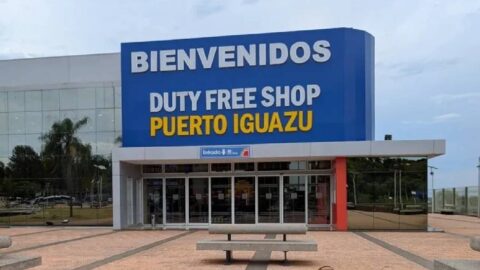 BIENVENIDOS
DUTY FREE SHOP
PUERTO IGUAZU
Entrada